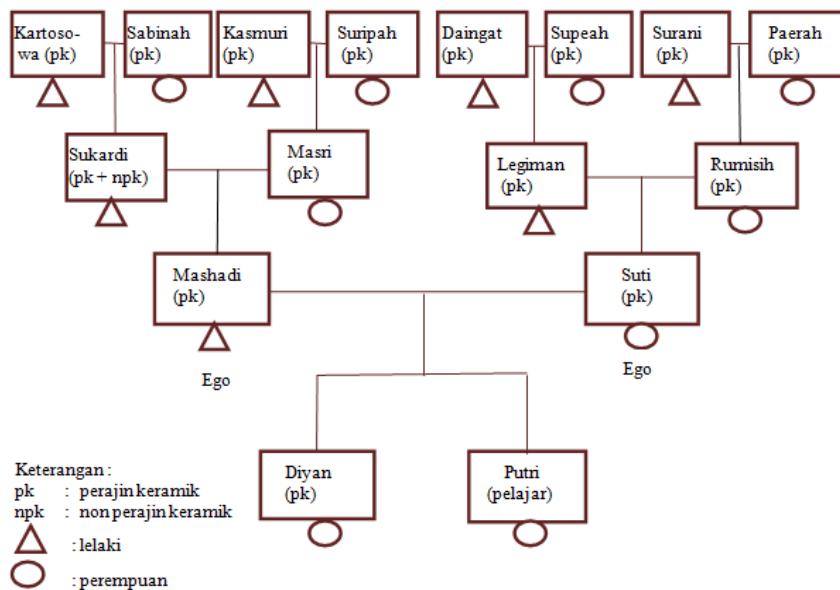 Kartoso-
wa (pk)
Sabinah
(pk)
Kasmuri
(pk)
Suripah
(pk)
Daingat
(pk)
Supeah
(pk)
Surani
(pk)
Paerah
(pk)
Sukardi
(pk + npk)
Masri
(pk)
Legiman
(pk)
Rumisih
(pk)
Mashadi
(pk)
Suti
(pk)
Ego
Ego
Diyan
(pk)
Putri
(pelajar)
Keterangan :
pk : perajin keramik
npk : non perajin keramik
: lelaki
: perempuan